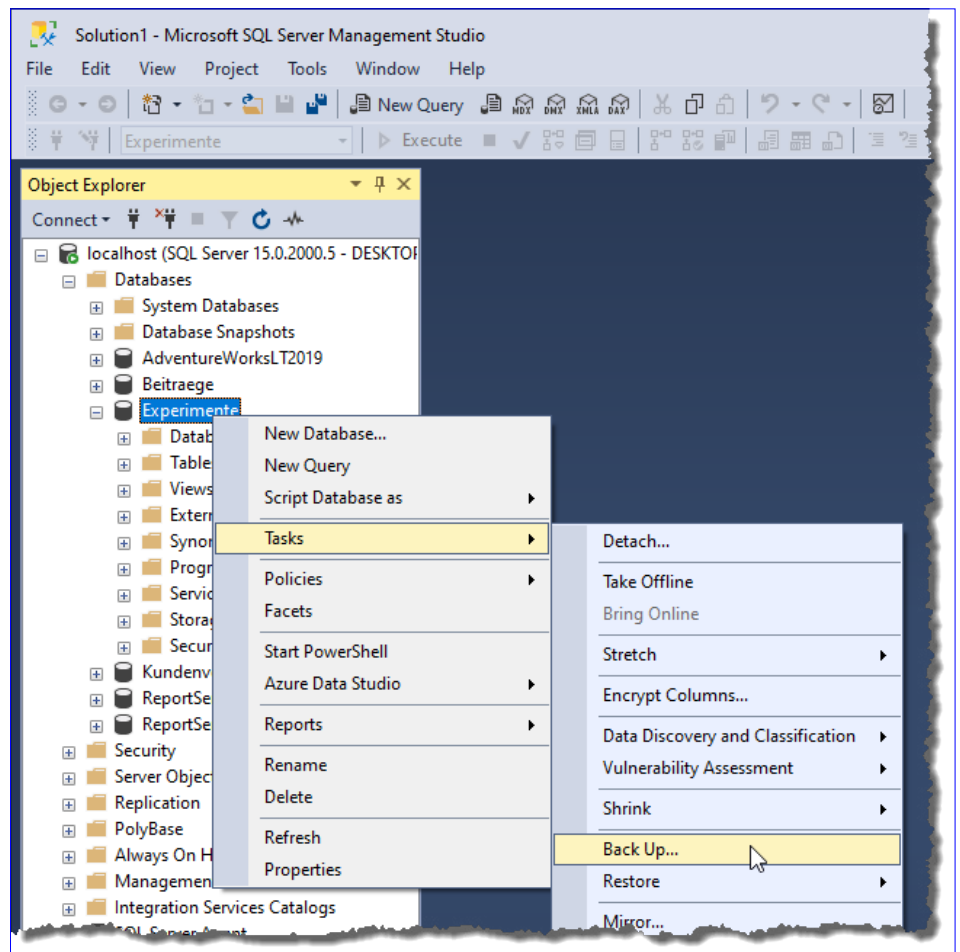 Solution1 - Microsoft SQL Server Management Studio
File Edit View Project Tools Window Help
New Query MDX DMX XMLA DAX
Experimente Execute
Object Explorer
Connect
localhost (SQL Server 15.0.2000.5 - DESKTOP
Databases
System Databases
Database Snapshots
AdventureWorksLT2019
Beitraege
Experimente
Datab
Table
Views
Extern
Synon
Progr
Servic
Storag
Secur
Kundenv
ReportSe
ReportSe
Security
Server Objec
Replication
PolyBase
Always On H
Managemen
Integration Services Catalogs
SQL Server Agent
New Database...
New Query
Script Database as
Tasks
Policies
Facets
Start PowerShell
Azure Data Studio
Reports
Rename
Delete
Refresh
Properties
Detach...
Take Offline
Bring Online
Stretch
Encrypt Columns...
Data Discovery and Classification
Vulnerability Assessment
Shrink
Back Up...
Restore
Mirror...